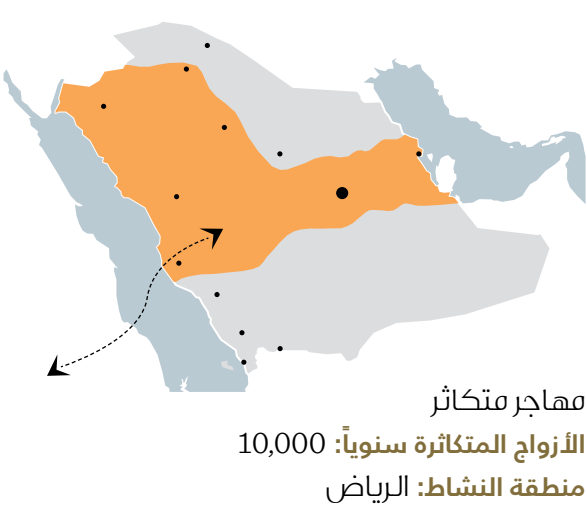 مهاجر متكاثر
الأزواج المتكاثرة سنوياً: 10,000
منطقة النشاط: الرياض